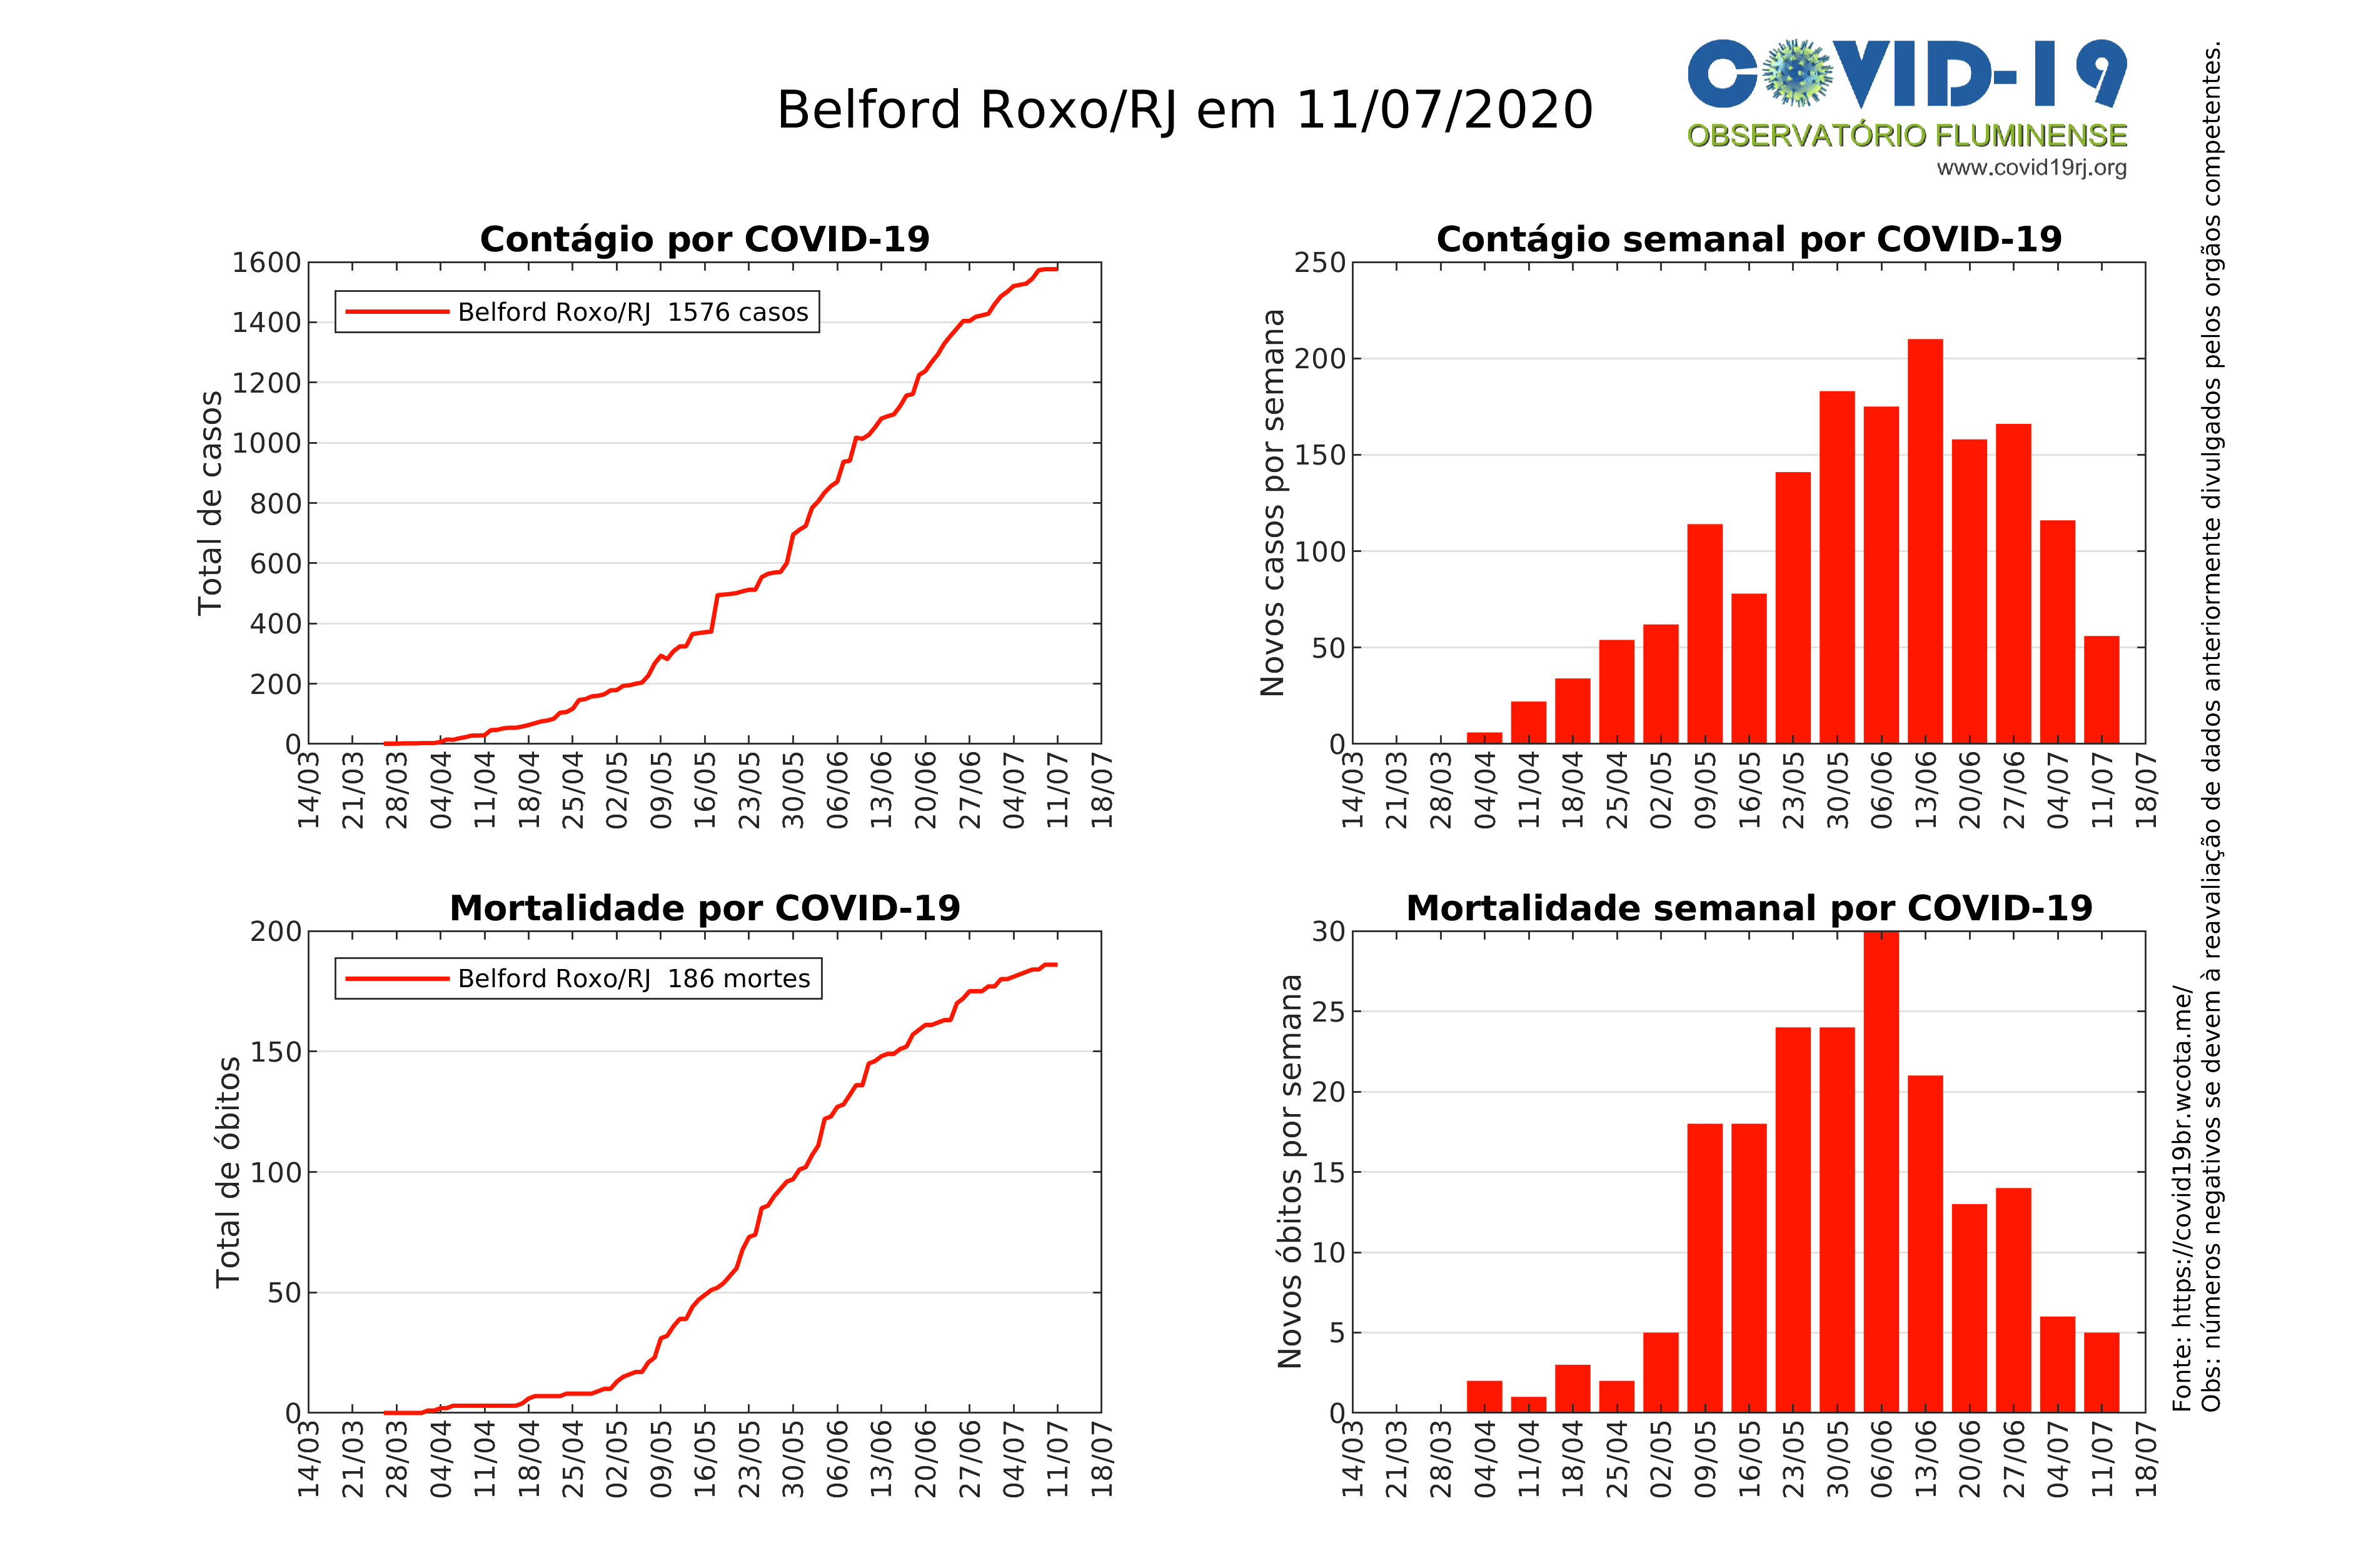 Belford Roxo/RJ em 11/07/2020
COVID-19
OBSERVATÓRIO FLUMINENSE
www.covid19rj.org
Contágio por COVID-19
Total de casos
1600
1400
1200
1000
800
600
400
200
0
Belford Roxo/RJ 1576 casos
14/03 21/03 28/03 04/04 11/04 18/04 25/04 02/05 09/05 16/05 23/05 30/05 06/06 13/06 20/06 27/06 04/07 11/07 18/07
Contágio semanal por COVID-19
Novos casos por semana
250
200
150
100
50
0
14/03 21/03 28/03 04/04 11/04 18/04 25/04 02/05 09/05 16/05 23/05 30/05 06/06 13/06 20/06 27/06 04/07 11/07 18/07
Mortalidade por COVID-19
Total de óbitos
200
150
100
50
0
Belford Roxo/RJ 186 mortes
14/03 21/03 28/03 04/04 11/04 18/04 25/04 02/05 09/05 16/05 23/05 30/05 06/06 13/06 20/06 27/06 04/07 11/07 18/07
Mortalidade semanal por COVID-19
Novos óbitos por semana
30
25
20
15
10
5
0
14/03 21/03 28/03 04/04 11/04 18/04 25/04 02/05 09/05 16/05 23/05 30/05 06/06 13/06 20/06 27/06 04/07 11/07 18/07
Fonte: https://covid19br.wcota.me/
Obs: números negativos se devem à reavaliação de dados anteriormente divulgados pelos orgãos competentes.